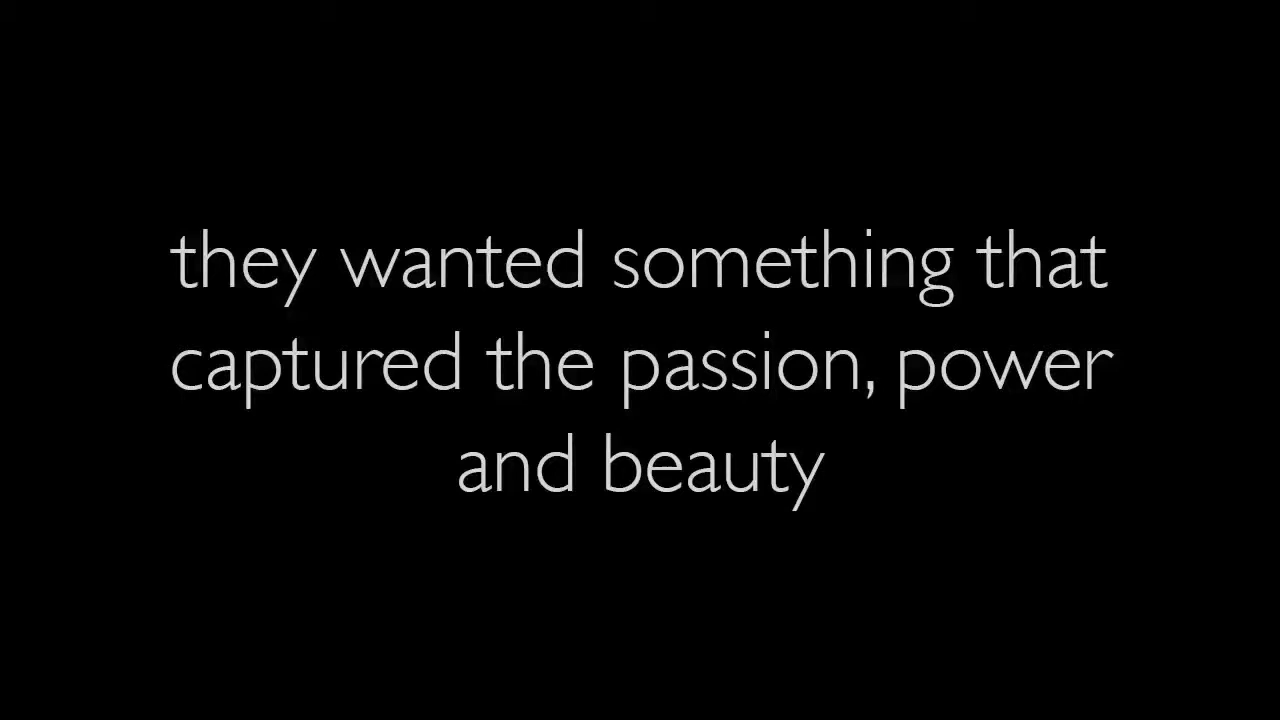 they wanted something that
captured the passion, power
and beauty